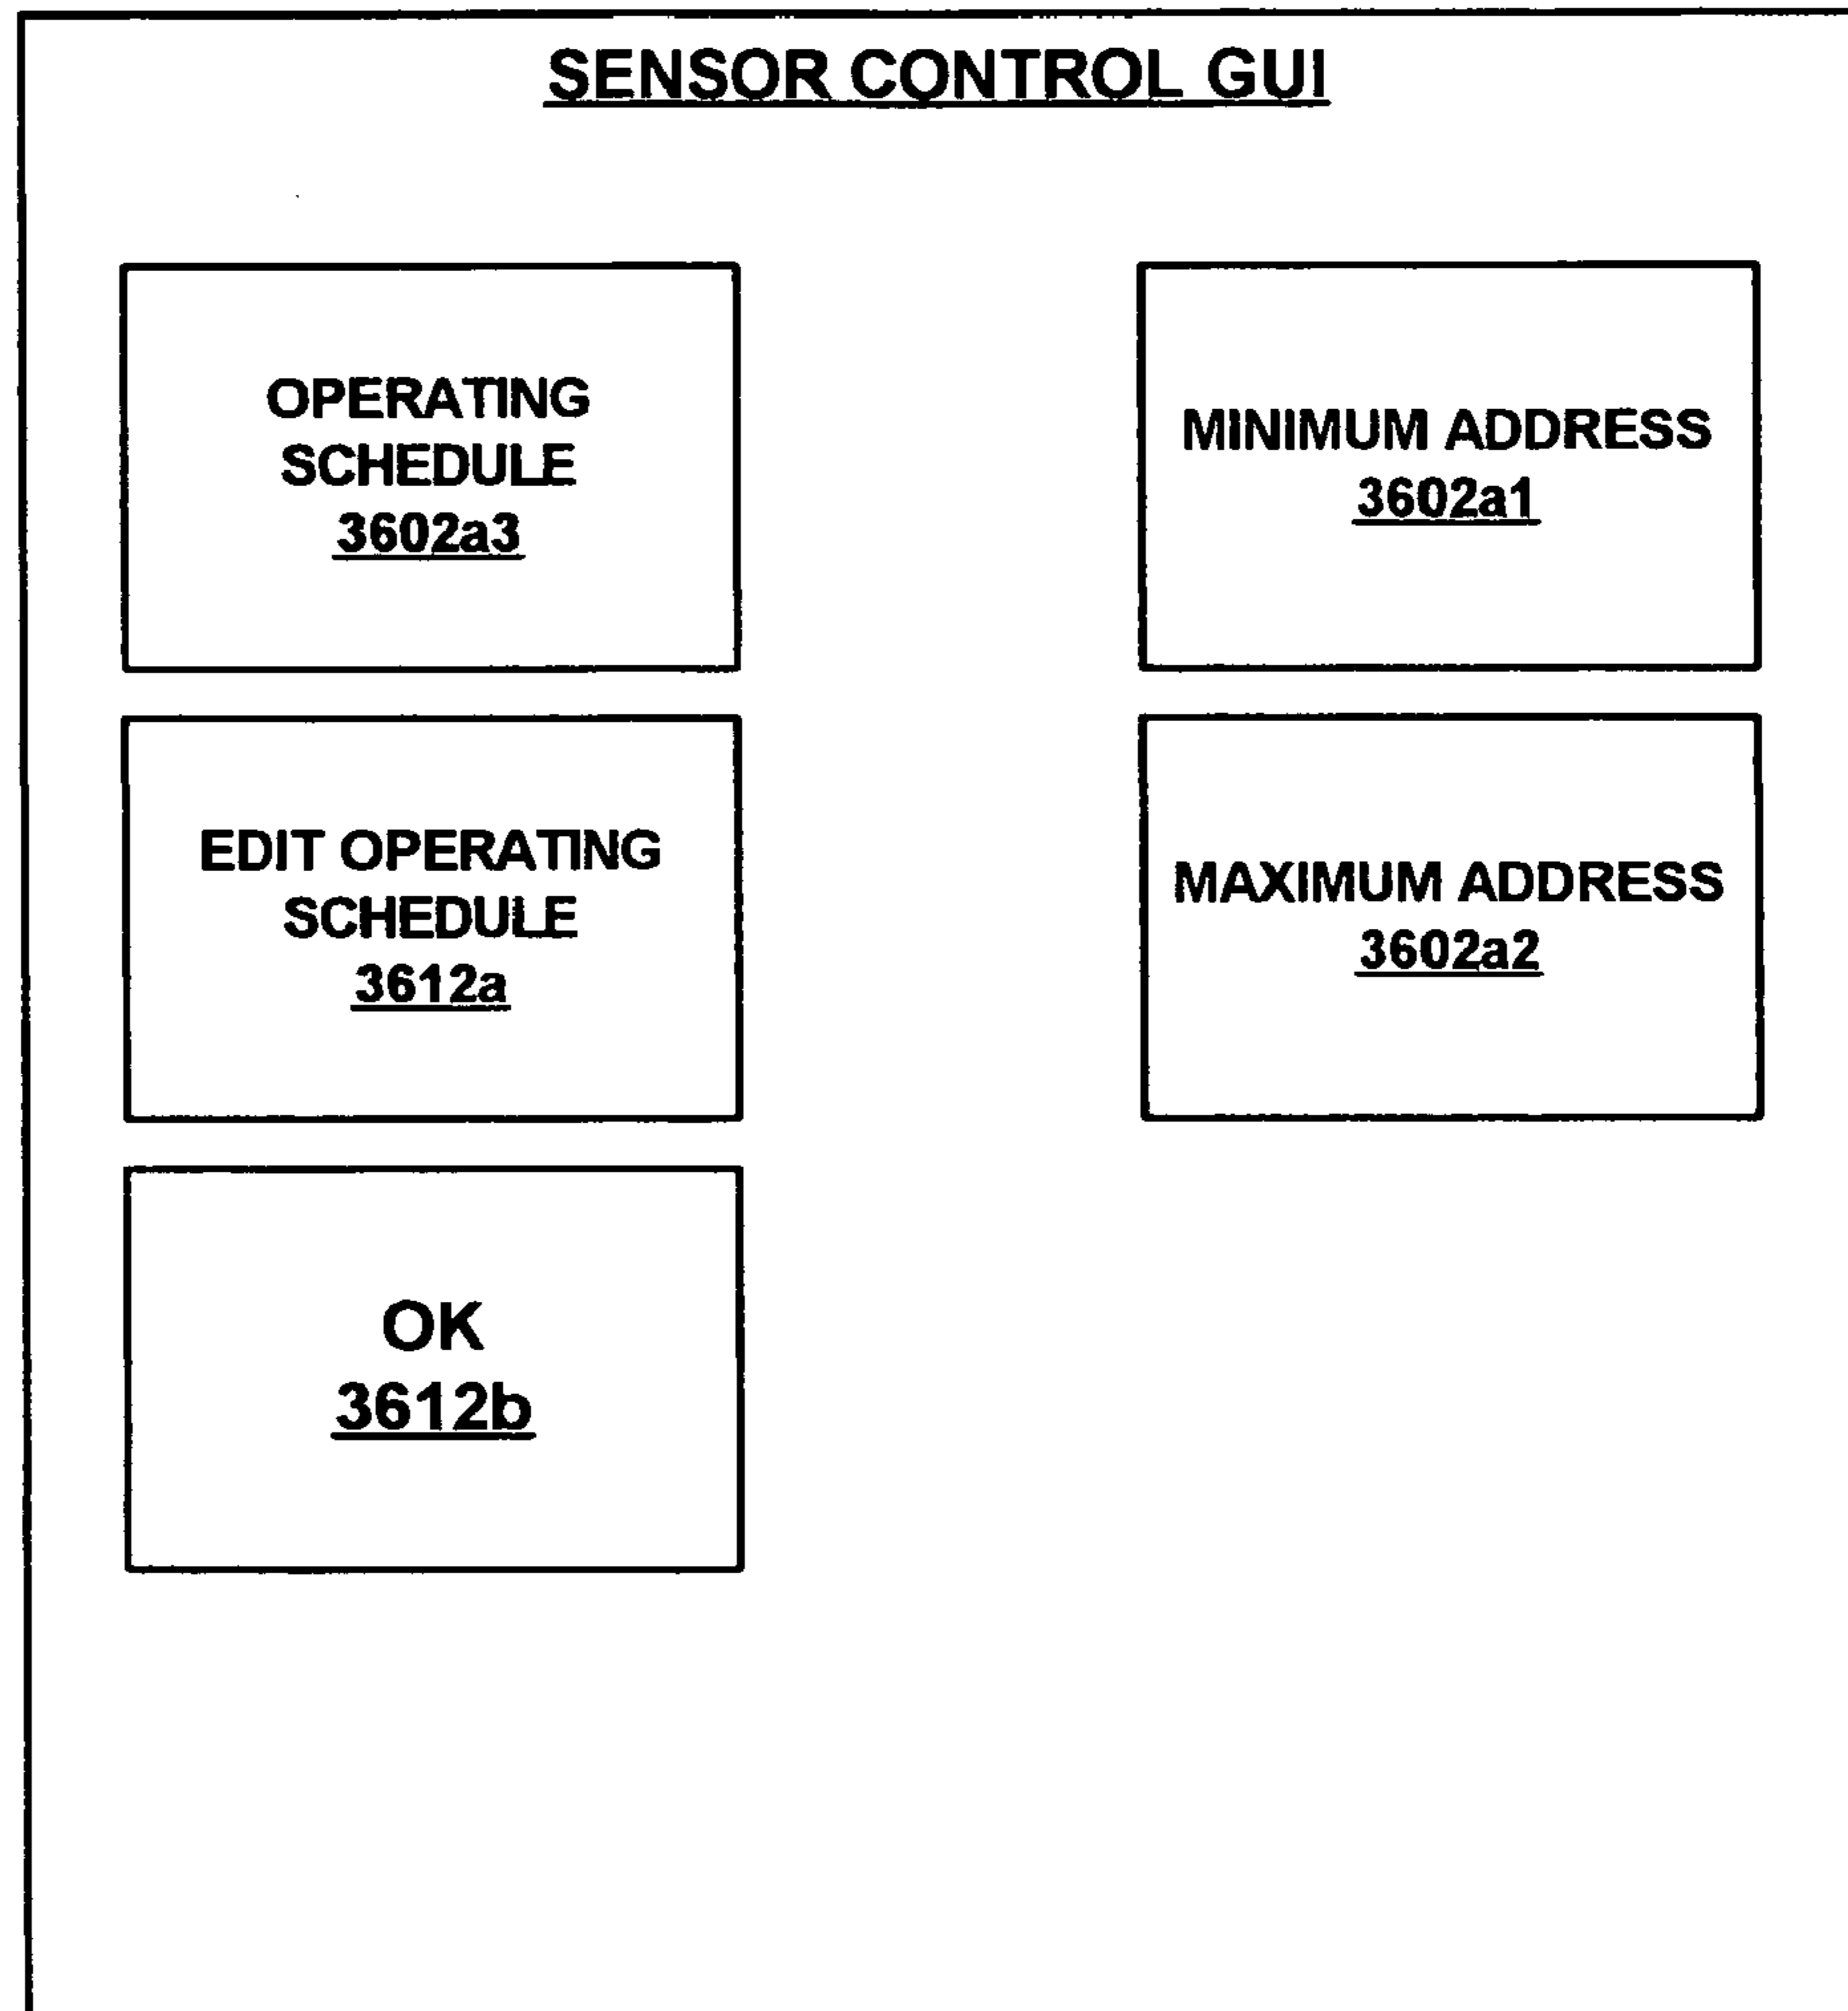 SENSOR CONTROL GUI
OPERATING
SCHEDULE
3602a3
MINIMUM ADDRESS
3602a1
EDIT OPERATING
SCHEDULE
3612a
MAXIMUM ADDRESS
3602a2
OK
3612b